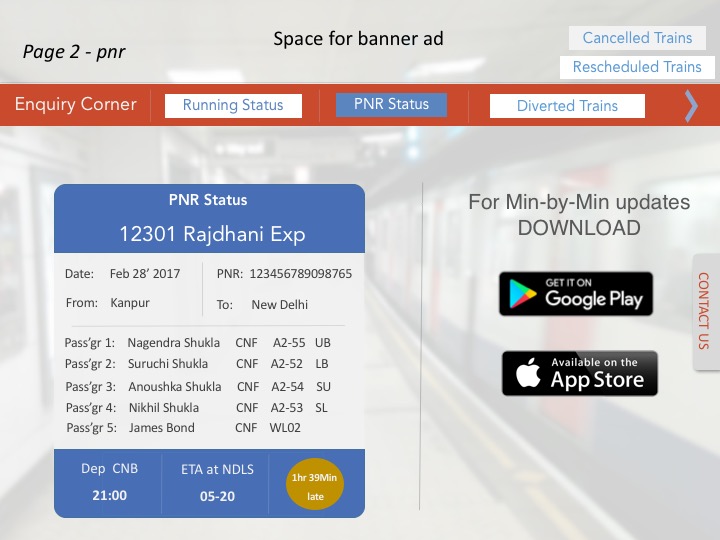 Page 2 - pnr
Space for banner ad
Cancelled Trains
Rescheduled Trains
Enquiry Corner
Running Status
PNR Status
Diverted Trains
PNR Status
12301 Rajdhani Exp
Date: Feb 28’ 2017
PNR: 123456789098765
From: Kanpur
To: New Delhi
Pass’gr 1: Nagendra Shukla CNF A2-55 UB
Pass’gr 2: Suruchi Shukla CNF A2-52 LB
Pass’gr 3: Anoushka Shukla CNF A2-54 SU
Pass’gr 4: Nikhil Shukla CNF A2-53 SL
Pass’gr 5: James Bond CNF WL02
Dep CNB
21:00
ETA at NDLS
05-20
1hr 39Min
late
For Min-by-Min updates
DOWNLOAD
GET IT ON
Google Play
Available on the
App Store
CONTACT US